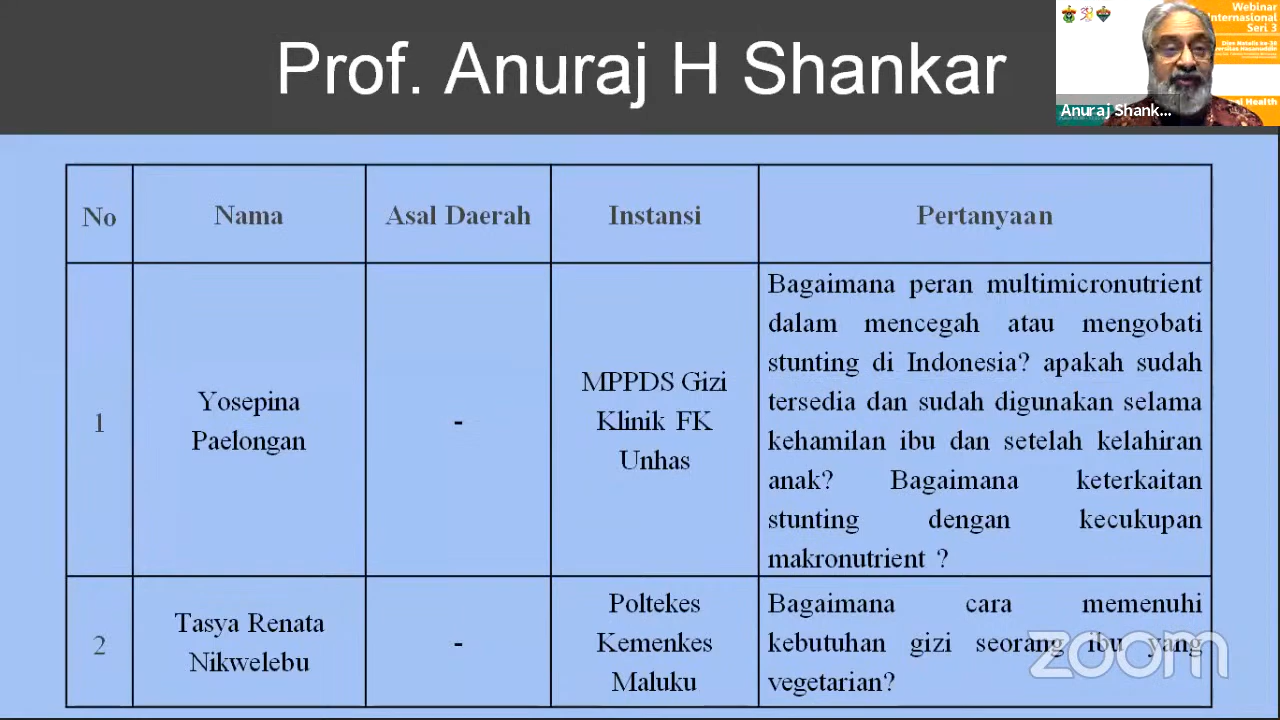 Prof. Anuraj H Shankar
Webinar
Internasional
Seri 3
Anuraj Shank...
No
Nama
Asal Daerah
Instansi
Pertanyaan
1
Yosepina
Paelongan
-
MPPDS Gizi
Klinik FK
Unhas
Bagaimana peran multimicronutrient
dalam mencegah atau mengobati
stunting di Indonesia? apakah sudah
tersedia dan sudah digunakan selama
kehamilan ibu dan setelah kelahiran
anak? Bagaimana keterkaitan
stunting dengan kecukupan
makronutrient ?
2
Tasya Renata
Nikwelebu
-
Poltekes
Kemenkes
Maluku
Bagaimana cara memenuhi
kebutuhan gizi seorang ibu yang
vegetarian?
zoom